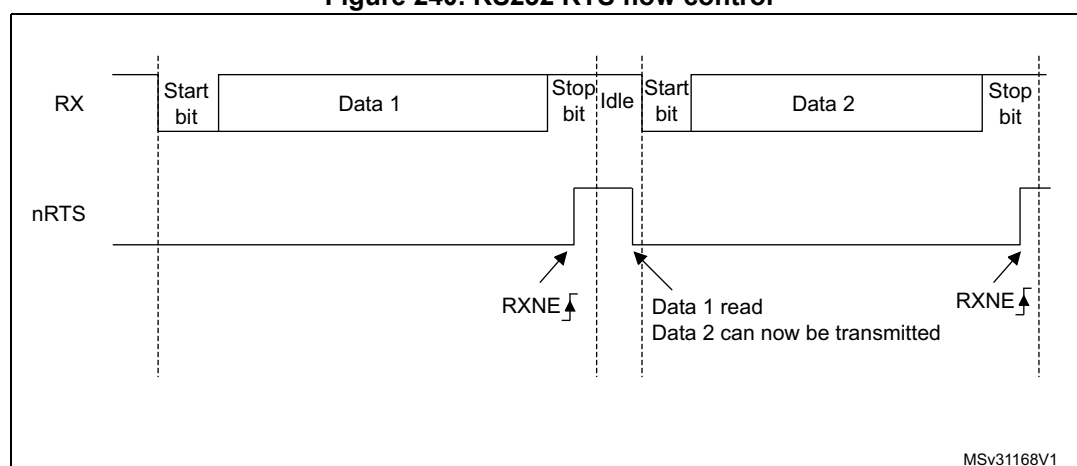 RX
Start bit
Data 1
Stop bit
Idle
Start bit
Data 2
Stop bit
nRTS
RXNE
Data 1 read
Data 2 can now be transmitted
RXNE
MSv31168V1